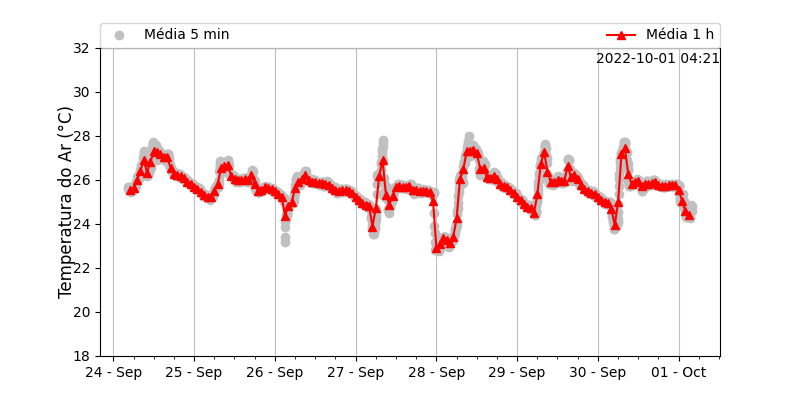 Média 5 min
Média 1 h
2022-10-01 04:21
Temperatura do Ar (°C)
32
30
28
26
24
22
20
18
24 - Sep
25 - Sep
26 - Sep
27 - Sep
28 - Sep
29 - Sep
30 - Sep
01 - Oct